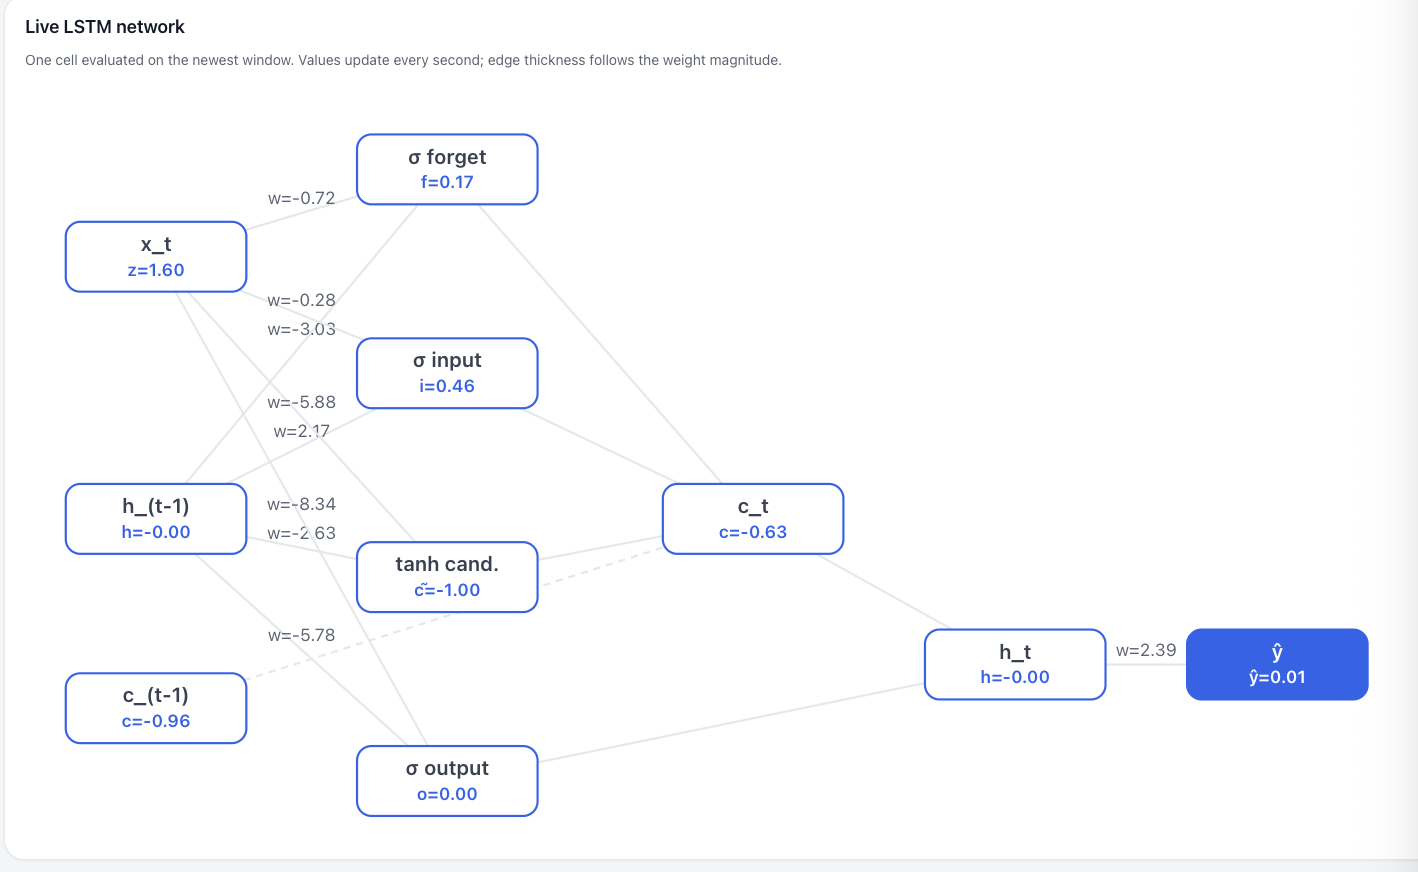 Live LSTM network
One cell evaluated on the newest window. Values update every second; edge thickness follows the weight magnitude.
σ forget
f=0.17
w=-0.72
x_t
z=1.60
w=-0.28
w=-3.03
σ input
i=0.46
w=-5.88
w=2.17
h_(t-1)
h=-0.00
w=-8.34
w=-2.63
c_t
c=-0.63
tanh cand.
c̃=-1.00
w=-5.78
h_t
h=-0.00
w=2.39
ŷ
ŷ=0.01
c_(t-1)
c=-0.96
σ output
o=0.00